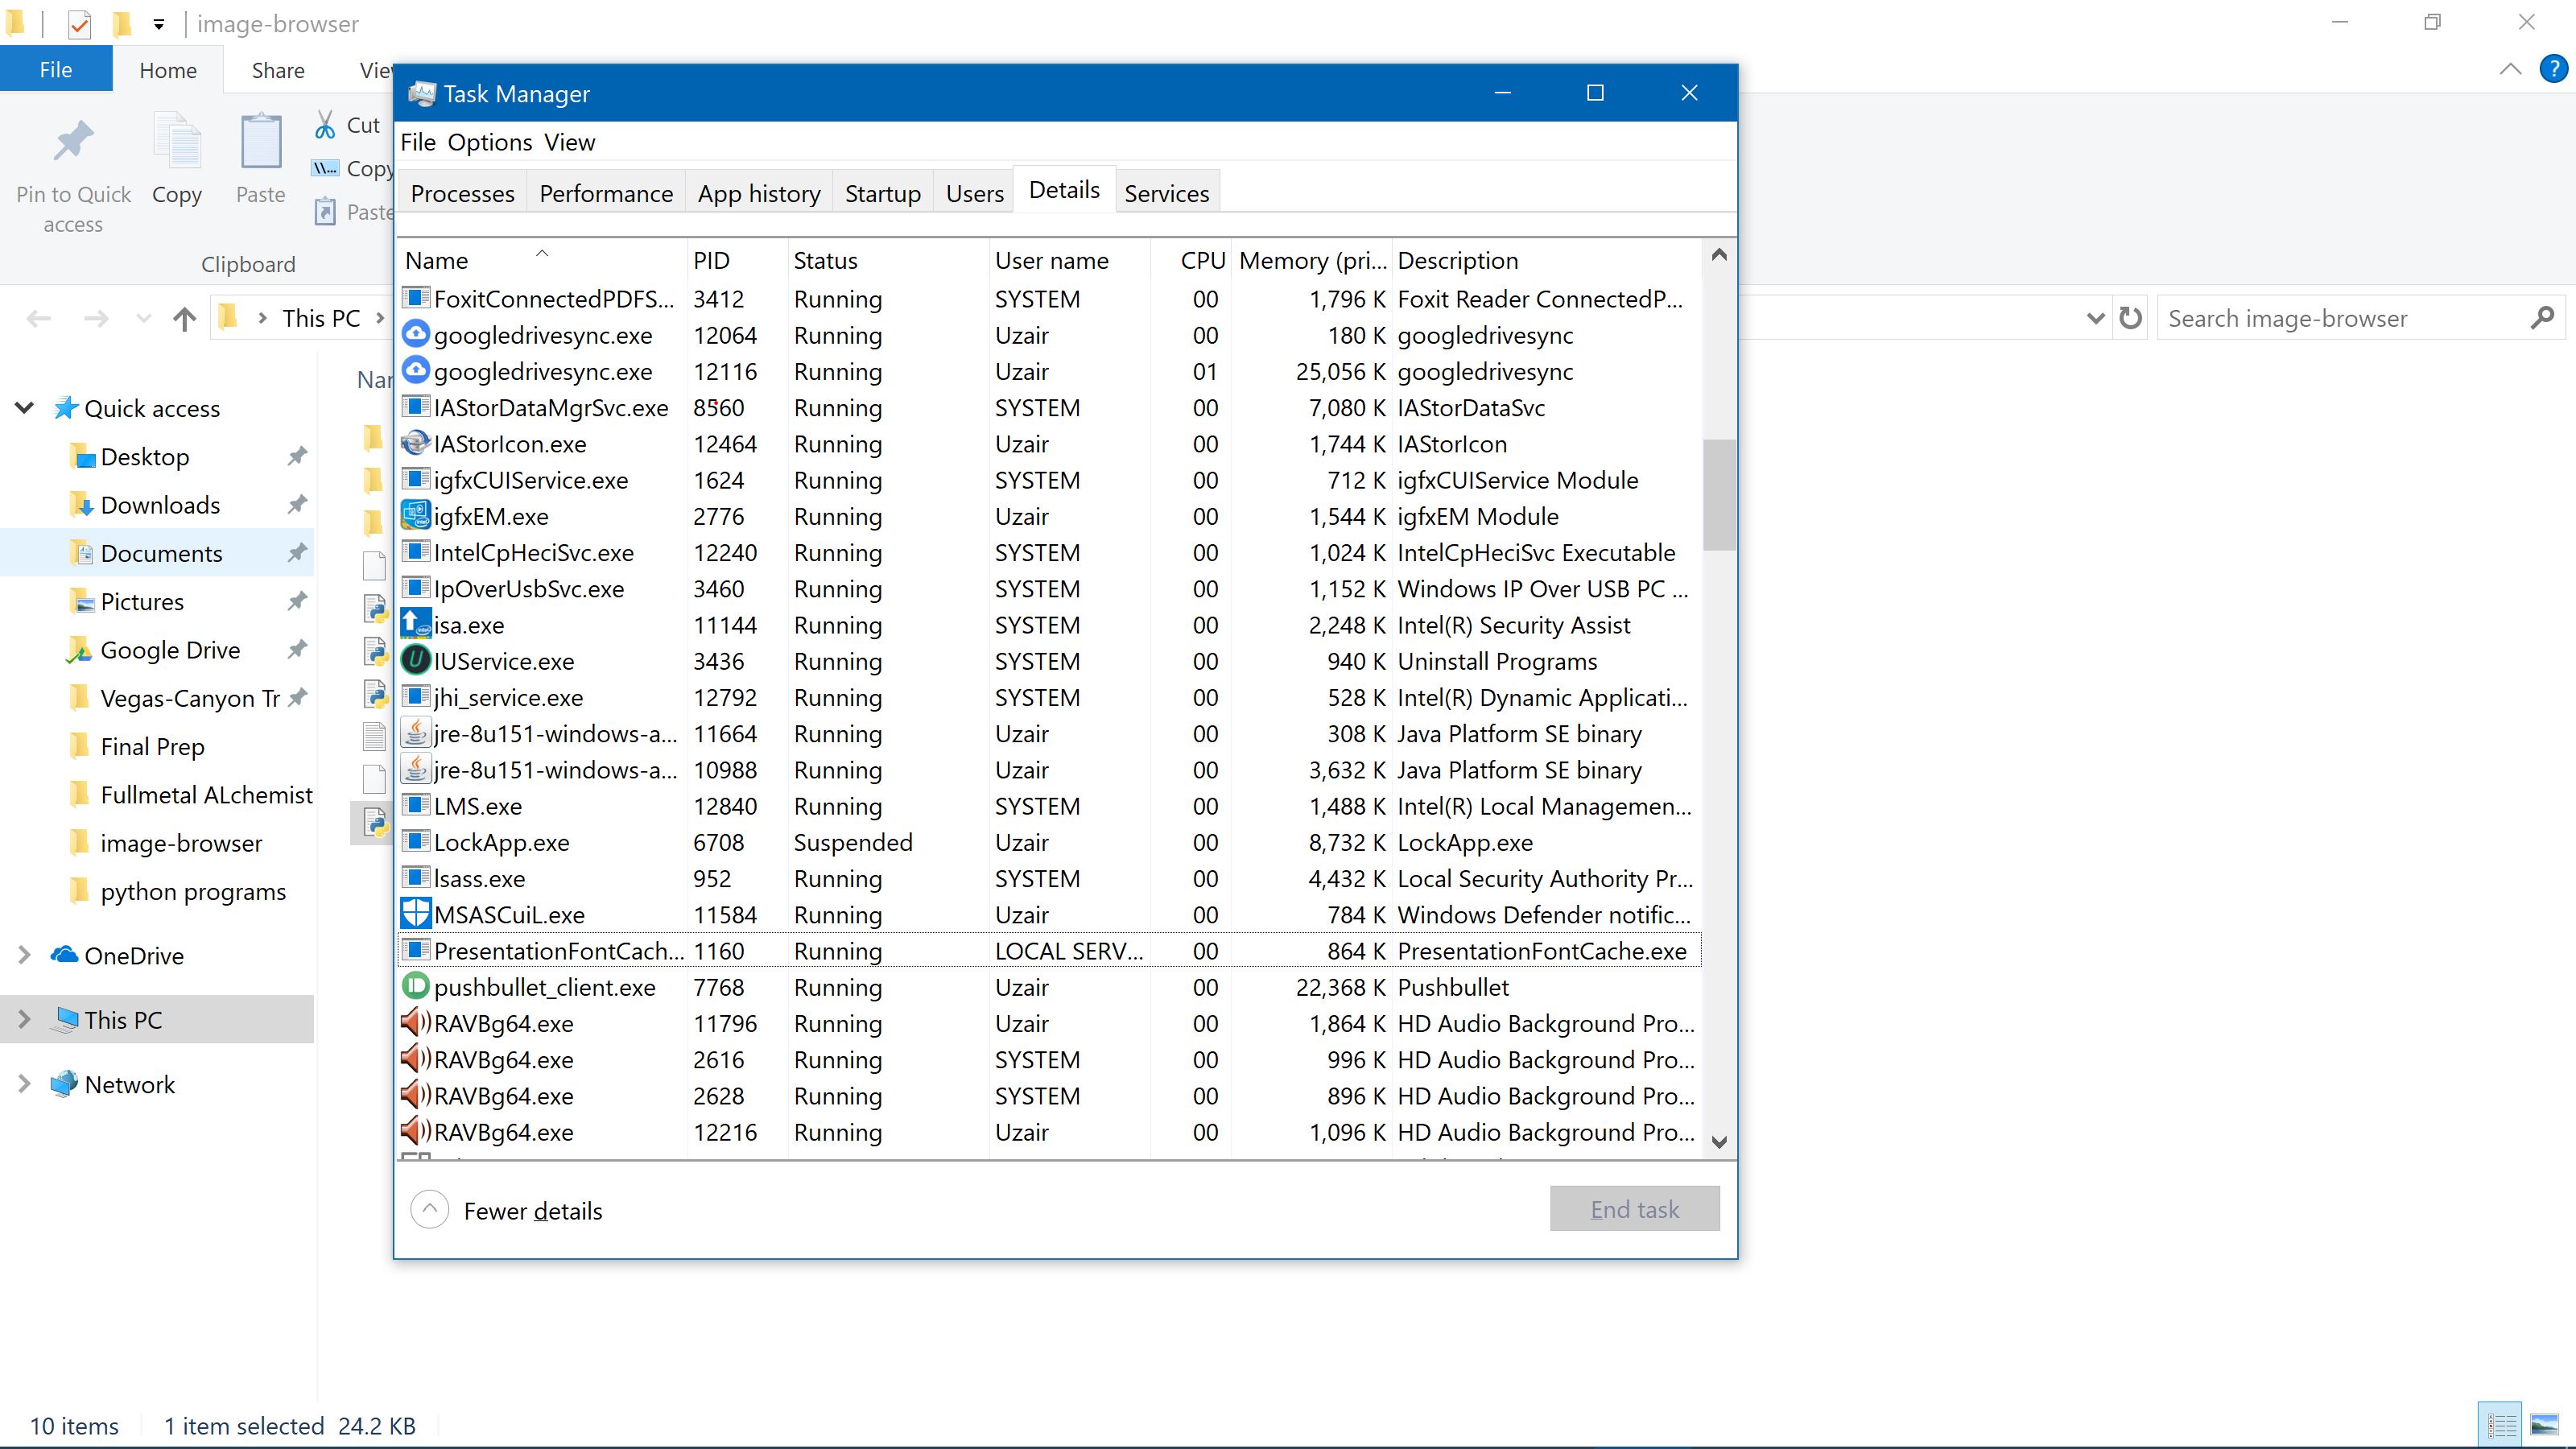 image-browser
File Home Share Vie
Pin to Quick access
Copy
Paste
Cut
Copy
Paste
Clipboard
This PC
Search image-browser
Quick access
Desktop
Downloads
Documents
Pictures
Google Drive
Vegas-Canyon Tr
Final Prep
Fullmetal ALchemist
image-browser
python programs
OneDrive
This PC
Network
Nar
Task Manager
File Options View
Processes Performance App history Startup Users Details Services
Name PID Status User name CPU Memory (pri... Description
FoxitConnectedPDFS... 3412 Running SYSTEM 00 1,796 K Foxit Reader ConnectedP...
googledrivesync.exe 12064 Running Uzair 00 180 K googledrivesync
googledrivesync.exe 12116 Running Uzair 01 25,056 K googledrivesync
IAStorDataMgrSvc.exe 8560 Running SYSTEM 00 7,080 K IAStorDataSvc
IAStorIcon.exe 12464 Running Uzair 00 1,744 K IAStorIcon
igfxCUIService.exe 1624 Running SYSTEM 00 712 K igfxCUIService Module
igfxEM.exe 2776 Running Uzair 00 1,544 K igfxEM Module
IntelCpHeciSvc.exe 12240 Running SYSTEM 00 1,024 K IntelCpHeciSvc Executable
IpOverUsbSvc.exe 3460 Running SYSTEM 00 1,152 K Windows IP Over USB PC ...
isa.exe 11144 Running SYSTEM 00 2,248 K Intel(R) Security Assist
IUService.exe 3436 Running SYSTEM 00 940 K Uninstall Programs
jhi_service.exe 12792 Running SYSTEM 00 528 K Intel(R) Dynamic Applicati...
jre-8u151-windows-a... 11664 Running Uzair 00 308 K Java Platform SE binary
jre-8u151-windows-a... 10988 Running Uzair 00 3,632 K Java Platform SE binary
LMS.exe 12840 Running SYSTEM 00 1,488 K Intel(R) Local Managemen...
LockApp.exe 6708 Suspended Uzair 00 8,732 K LockApp.exe
lsass.exe 952 Running SYSTEM 00 4,432 K Local Security Authority Pr...
MSASCuiL.exe 11584 Running Uzair 00 784 K Windows Defender notific...
PresentationFontCach... 1160 Running LOCAL SERV... 00 864 K PresentationFontCache.exe
pushbullet_client.exe 7768 Running Uzair 00 22,368 K Pushbullet
RAVBg64.exe 11796 Running Uzair 00 1,864 K HD Audio Background Pro...
RAVBg64.exe 2616 Running SYSTEM 00 996 K HD Audio Background Pro...
RAVBg64.exe 2628 Running SYSTEM 00 896 K HD Audio Background Pro...
RAVBg64.exe 12216 Running Uzair 00 1,096 K HD Audio Background Pro...
Fewer details
End task
10 items 1 item selected 24.2 KB